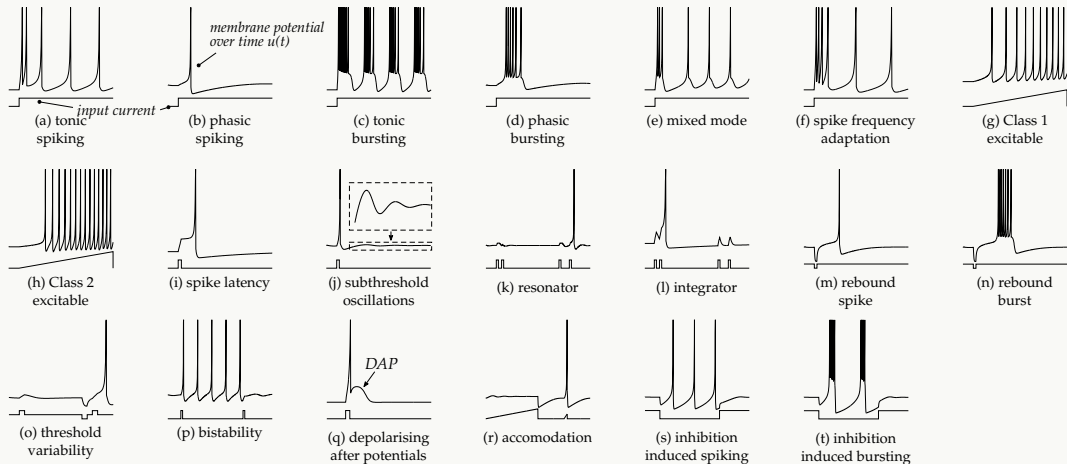 membrane potential
over time u(t)
input current
(a) tonic
spiking
(b) phasic
spiking
(c) tonic
bursting
(d) phasic
bursting
(e) mixed mode
(f) spike frequency
adaptation
(g) Class 1
excitable
(h) Class 2
excitable
(i) spike latency
(j) subthreshold
oscillations
(k) resonator
(l) integrator
(m) rebound
spike
(n) rebound
burst
DAP
(o) threshold
variability
(p) bistability
(q) depolarising
after potentials
(r) accomodation
(s) inhibition
induced spiking
(t) inhibition
induced bursting